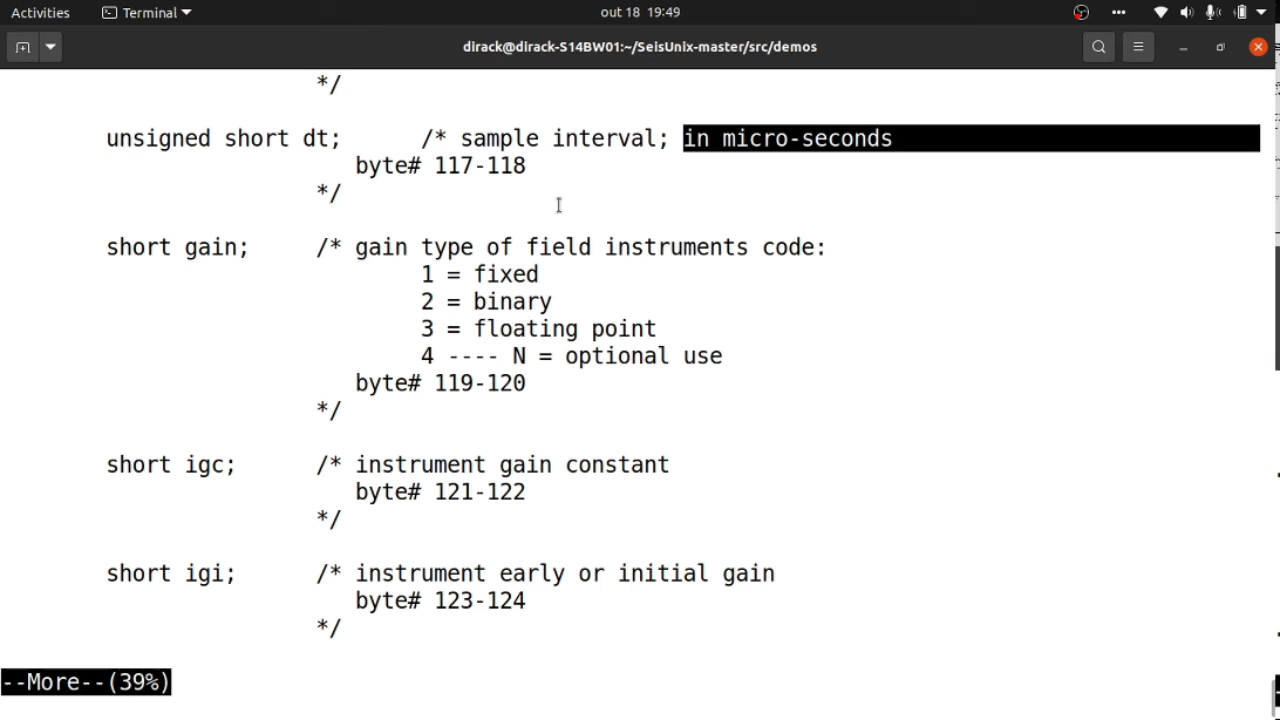 Activities
Terminal
out 18 19:49
dirack@dirack-S14BW01:~/SeisUnix-master/src/demos
*/
unsigned short dt; /* sample interval; in micro-seconds
byte# 117-118
*/
short gain; /* gain type of field instruments code:
1 = fixed
2 = binary
3 = floating point
4 ---- N = optional use
byte# 119-120
*/
short igc; /* instrument gain constant
byte# 121-122
*/
short igi; /* instrument early or initial gain
byte# 123-124
*/
--More--(39%)